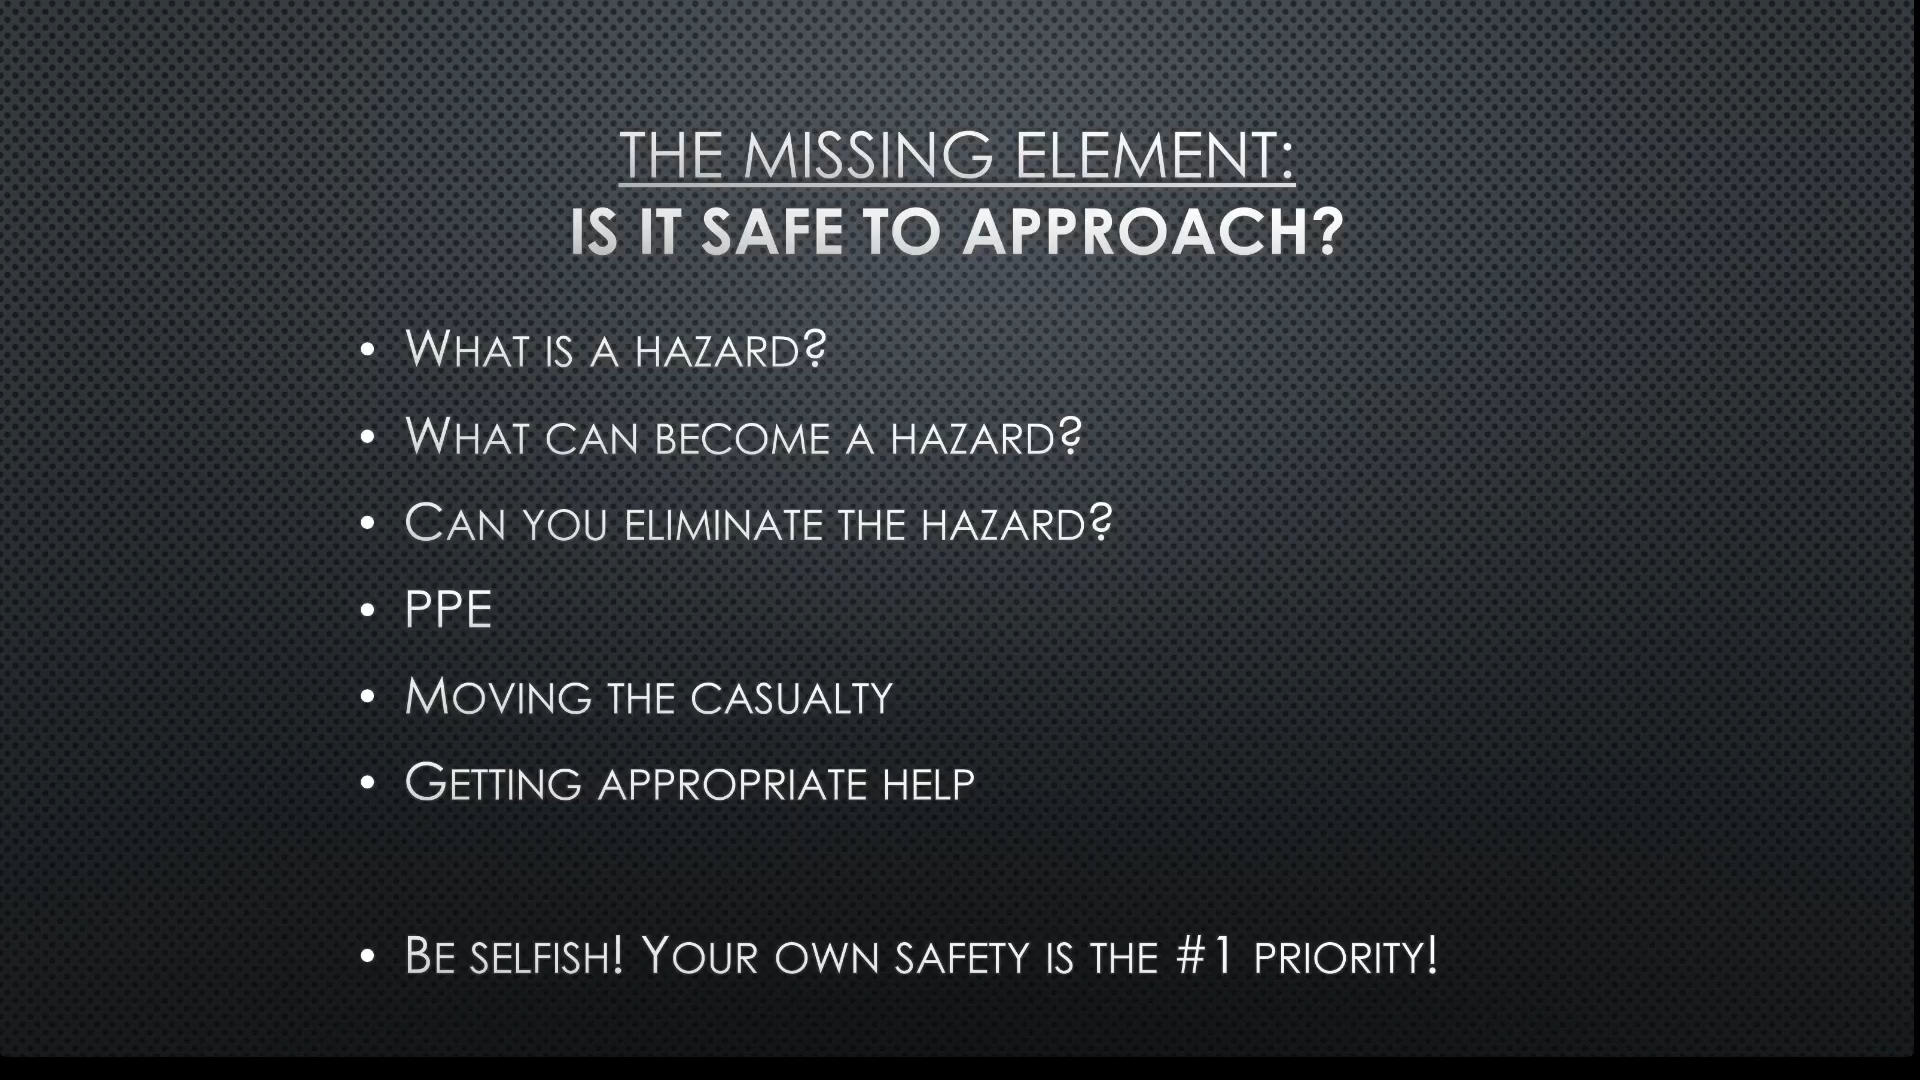 THE MISSING ELEMENT:
IS IT SAFE TO APPROACH?
• WHAT IS A HAZARD?
• WHAT CAN BECOME A HAZARD?
• CAN YOU ELIMINATE THE HAZARD?
• PPE
• MOVING THE CASUALTY
• GETTING APPROPRIATE HELP
• BE SELFISH! YOUR OWN SAFETY IS THE #1 PRIORITY!